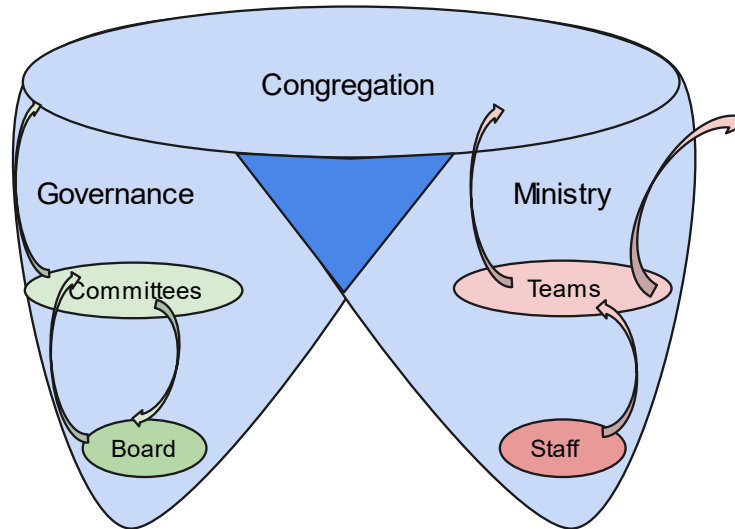 Congregation
Governance
Ministry
Committees
Teams
Board
Staff